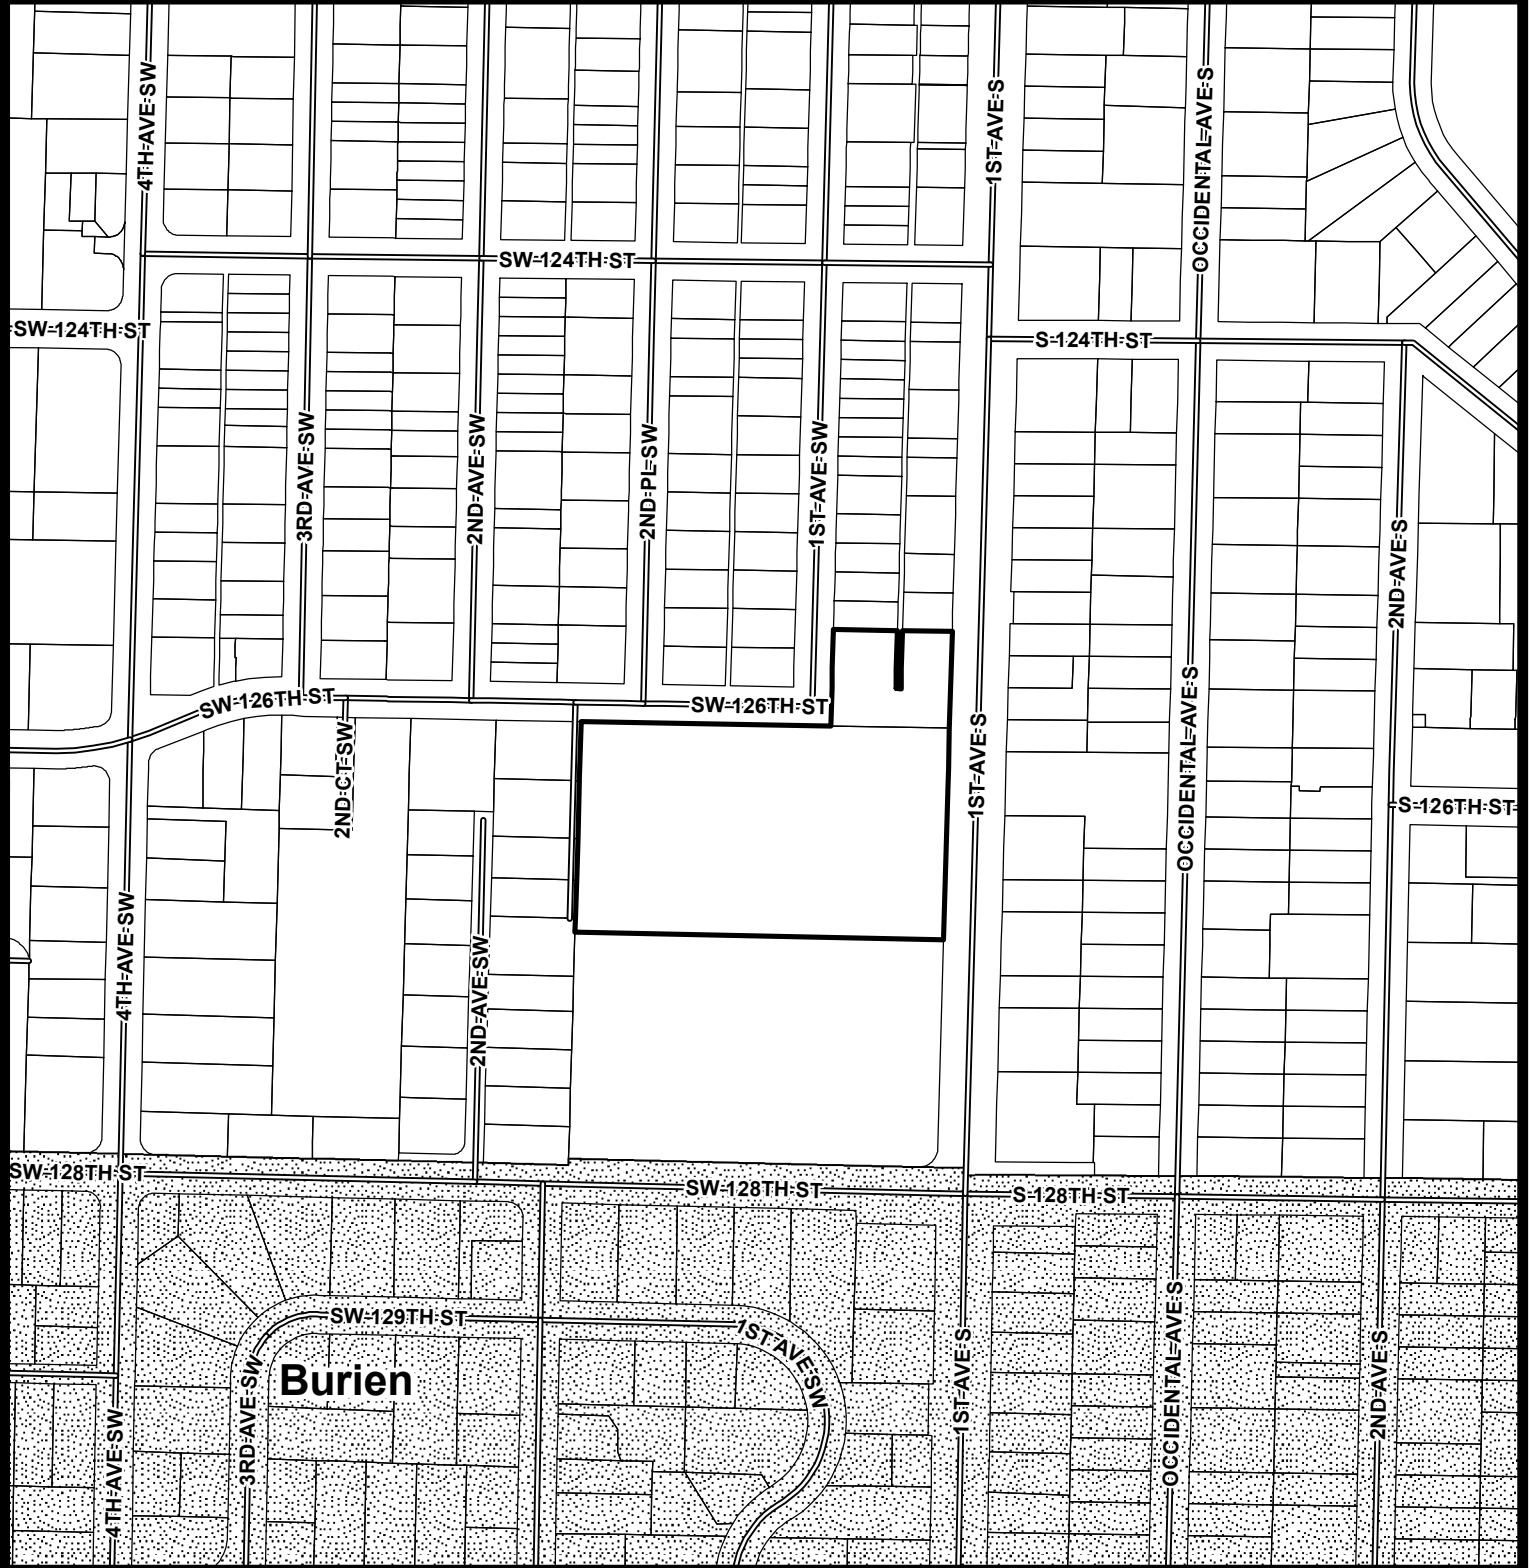 4TH AVE SW
1ST AVE S
OCCIDENTAL AVE S
SW 124TH ST
SW 124TH ST
S 124TH ST
3RD AVE SW
2ND AVE SW
2ND PL SW
1ST AVE SW
2ND AVE S
SW 126TH ST
SW 126TH ST
2ND CT SW
1ST AVE S
OCCIDENTAL AVE S
S 126TH ST
4TH AVE SW
2ND AVE SW
SW 128TH ST
SW 128TH ST
S 128TH ST
SW 129TH ST
1ST AVE SW
Burien
3RD AVE SW
4TH AVE SW
1ST AVE S
OCCIDENTAL AVE S
2ND AVE S